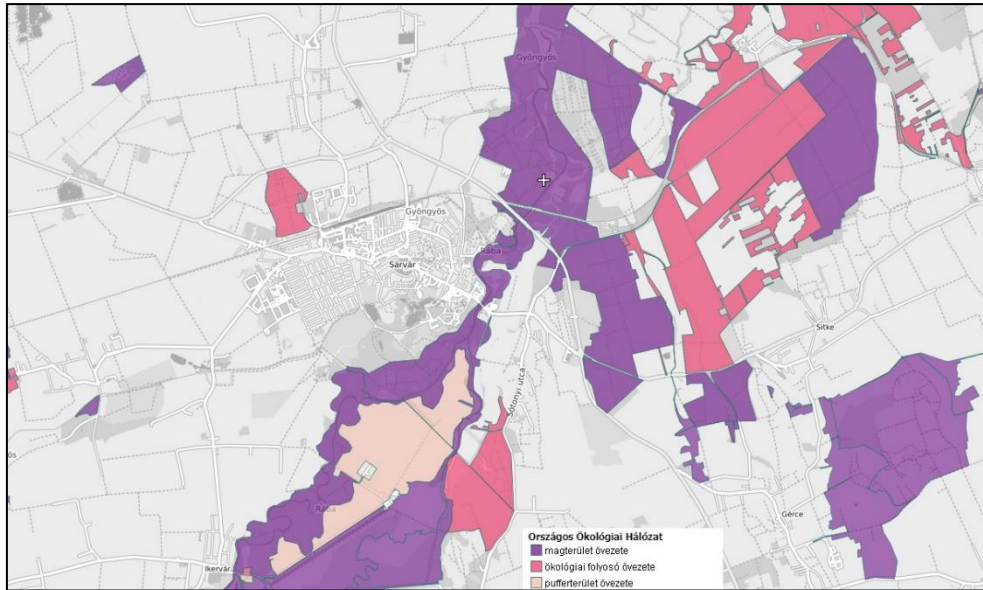 Gyöngyös
Gyöngyös
Rába
Sárvár
Sitke
Sótonyi utca
Rába
Gérce
Ikervár
Országos Ökológiai Hálózat
magterület övezete
ökológiai folyosó övezete
pufferterület övezete